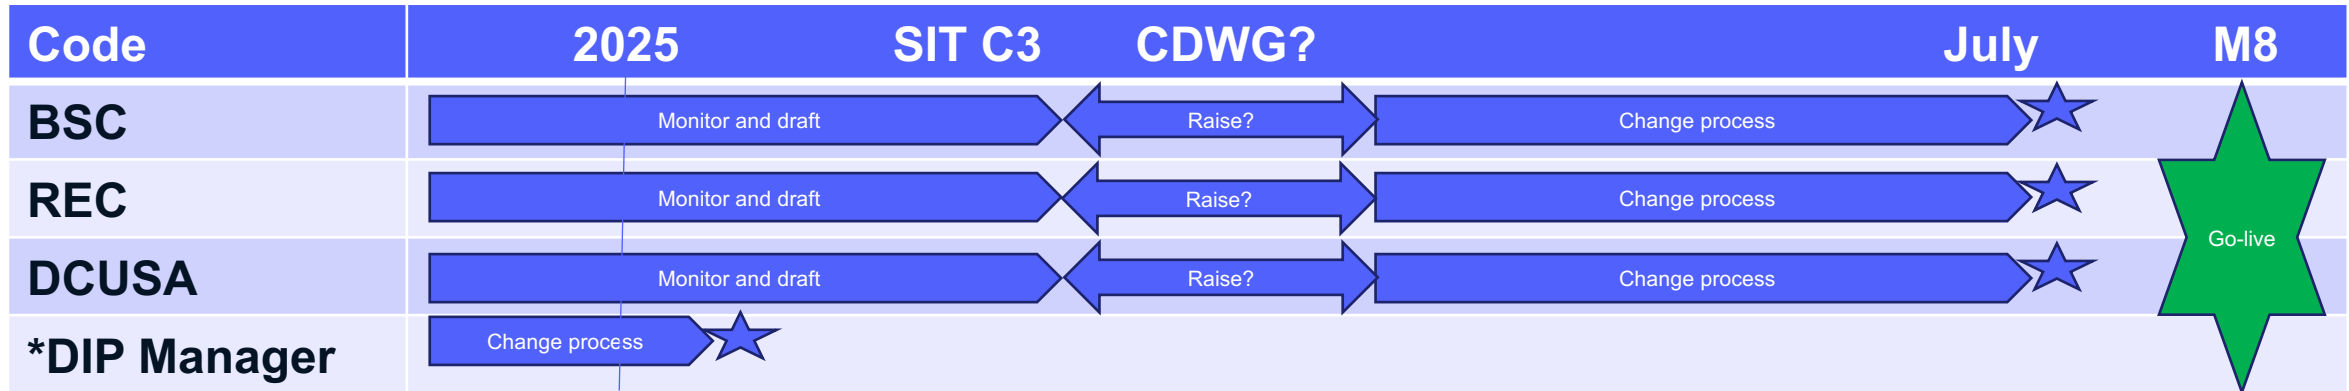 Code 2025 SIT C3 CDWG? July M8
BSC Monitor and draft Raise? Change process
REC Monitor and draft Raise? Change process
Go-live
DCUSA Monitor and draft Raise? Change process
*DIP Manager Change process